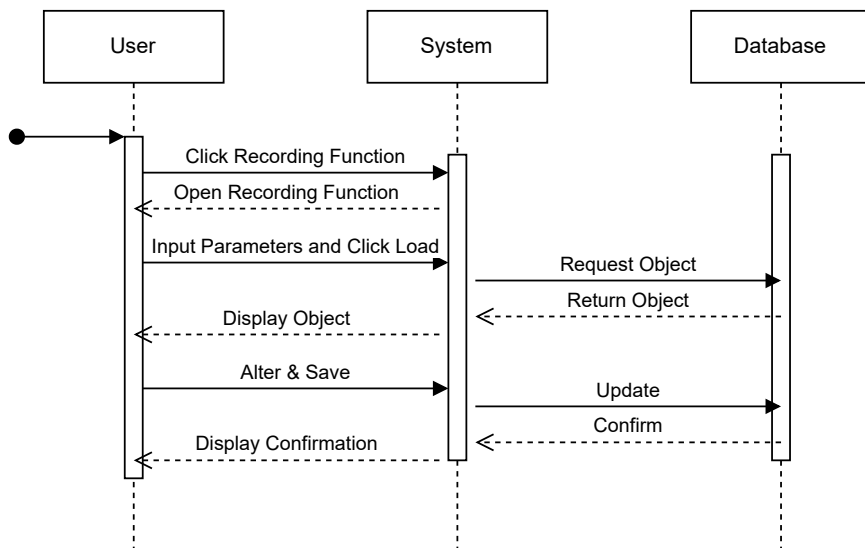 User
System
Database
Click Recording Function
Open Recording Function
Input Parameters and Click Load
Request Object
Return Object
Display Object
Alter & Save
Update
Confirm
Display Confirmation